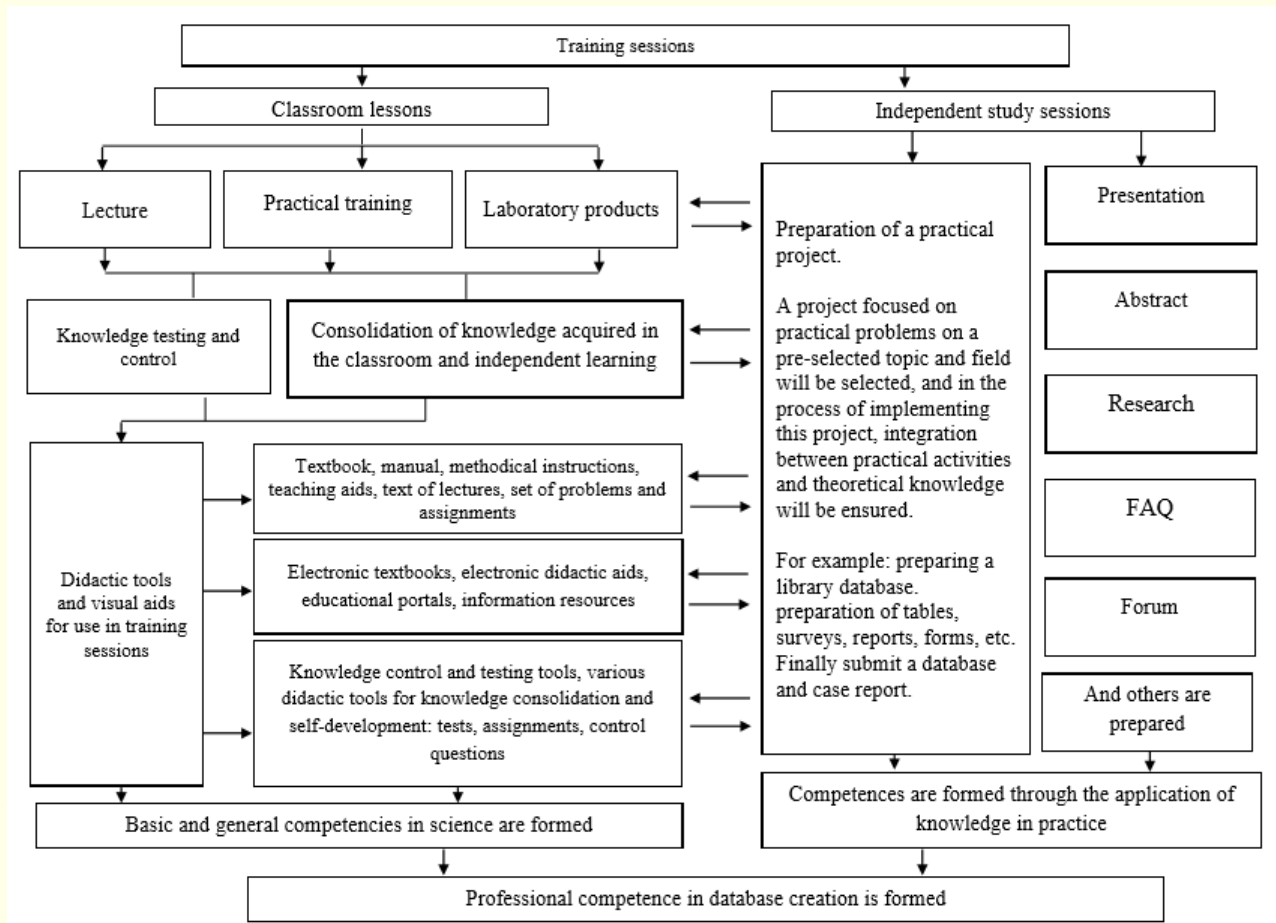 Training sessions
Classroom lessons
Independent study sessions
Lecture
Practical training
Laboratory products
Knowledge testing and
control
Consolidation of knowledge acquired in
the classroom and independent learning
Didactic tools
and visual aids
for use in training
sessions
Textbook, manual, methodical instructions,
teaching aids, text of lectures, set of problems and
assignments
Electronic textbooks, electronic didactic aids,
educational portals, information resources
Knowledge control and testing tools, various
didactic tools for knowledge consolidation and
self-development: tests, assignments, control
questions
Preparation of a practical
project.
A project focused on
practical problems on a
pre-selected topic and field
will be selected, and in the
process of implementing
this project, integration
between practical activities
and theoretical knowledge
will be ensured.
For example: preparing a
library database.
preparation of tables,
surveys, reports, forms, etc.
Finally submit a database
and case report.
Presentation
Abstract
Research
FAQ
Forum
And others are
prepared
Basic and general competencies in science are formed
Competences are formed through the application of
knowledge in practice
Professional competence in database creation is formed